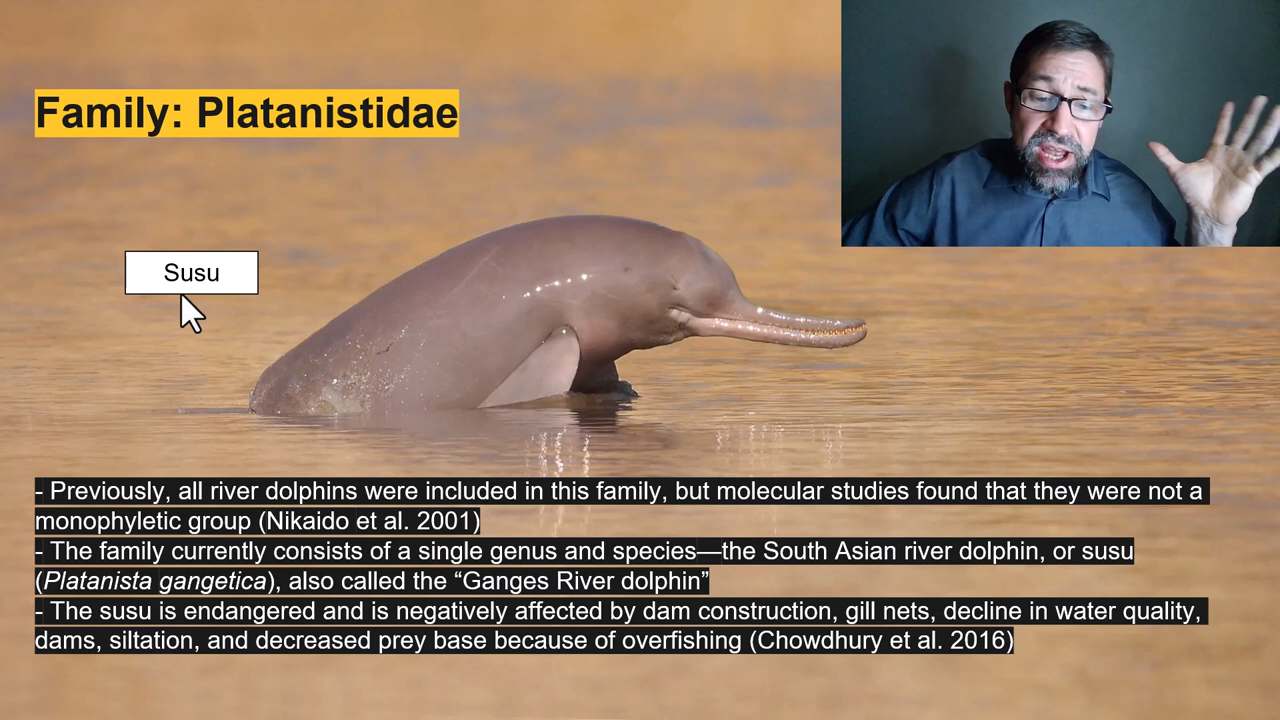 Family: Platanistidae
Susu
- Previously, all river dolphins were included in this family, but molecular studies found that they were not a
monophyletic group (Nikaido et al. 2001)
- The family currently consists of a single genus and species—the South Asian river dolphin, or susu
(Platanista gangetica), also called the “Ganges River dolphin”
- The susu is endangered and is negatively affected by dam construction, gill nets, decline in water quality,
dams, siltation, and decreased prey base because of overfishing (Chowdhury et al. 2016)